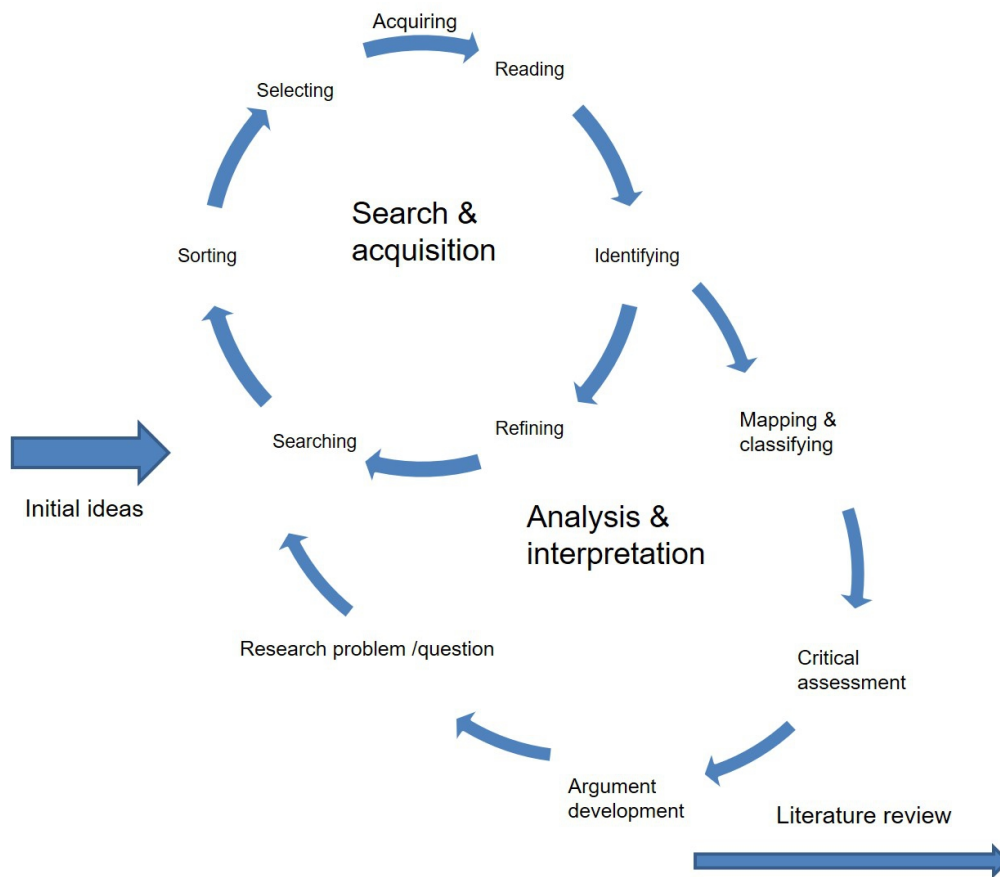 Acquiring
Reading
Selecting
Search &
acquisition
Sorting
Identifying
Mapping &
classifying
Refining
Searching
Initial ideas
Analysis &
interpretation
Research problem /question
Critical
assessment
Argument
development
Literature review